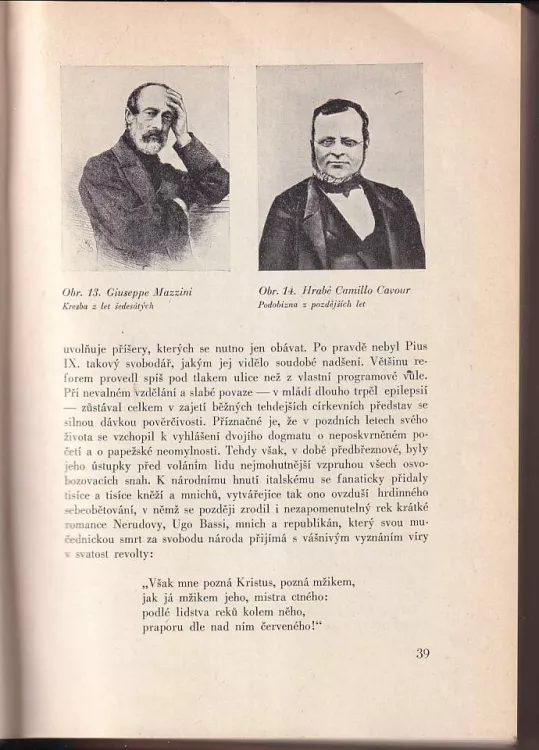 Obr. 13. Giuseppe Mazzini
Kresba z let šedesátých
Obr. 14. Hrabě Camillo Cavour
Podobizna z pozdějších let
uvolňuje příšery, kterých se nutno jen obávat. Po pravdě nebyl Pius
IX. takový svobodář, jakým jej vidělo soudobé nadšení. Většinu re-
forem provedl spíš pod tlakem ulice než z vlastní programové vůle.
Při nevalném vzdělání a slabé povaze — v mládí dlouho trpěl epilepsií
— zůstával celkem v zajetí běžných tehdejších církevních představ se
silnou dávkou pověrčivosti. Příznačné je, že v pozdních letech svého
života se vzchopil k vyhlášení dvojího dogmatu o neposkvrněném po-
četí a o papežské neomylnosti. Tehdy však, v době předbřeznové, byly
jeho ústupky před voláním lidu nejmohutnější vzpruhou všech osvo-
bozovacích snah. K národnímu hnutí italskému se fanaticky přidaly
tisíce a tisíce kněží a mnichů, vytvářejíce tak ono ovzduší hrdinného
sebeobětování, v němž se později zrodil i nezapomenutelný rek krátké
romance Nerudovy, Ugo Bassi, mnich a republikán, který svou mu-
čednickou smrt za svobodu národa přijímá s vášnivým vyznáním víry
v svatost revolty:
„Však mne pozná Kristus, pozná mžikem,
jak já mžikem jeho, mistra ctného:
podlé lidstva reků kolem něho,
praporu dle nad ním červeného!“
39